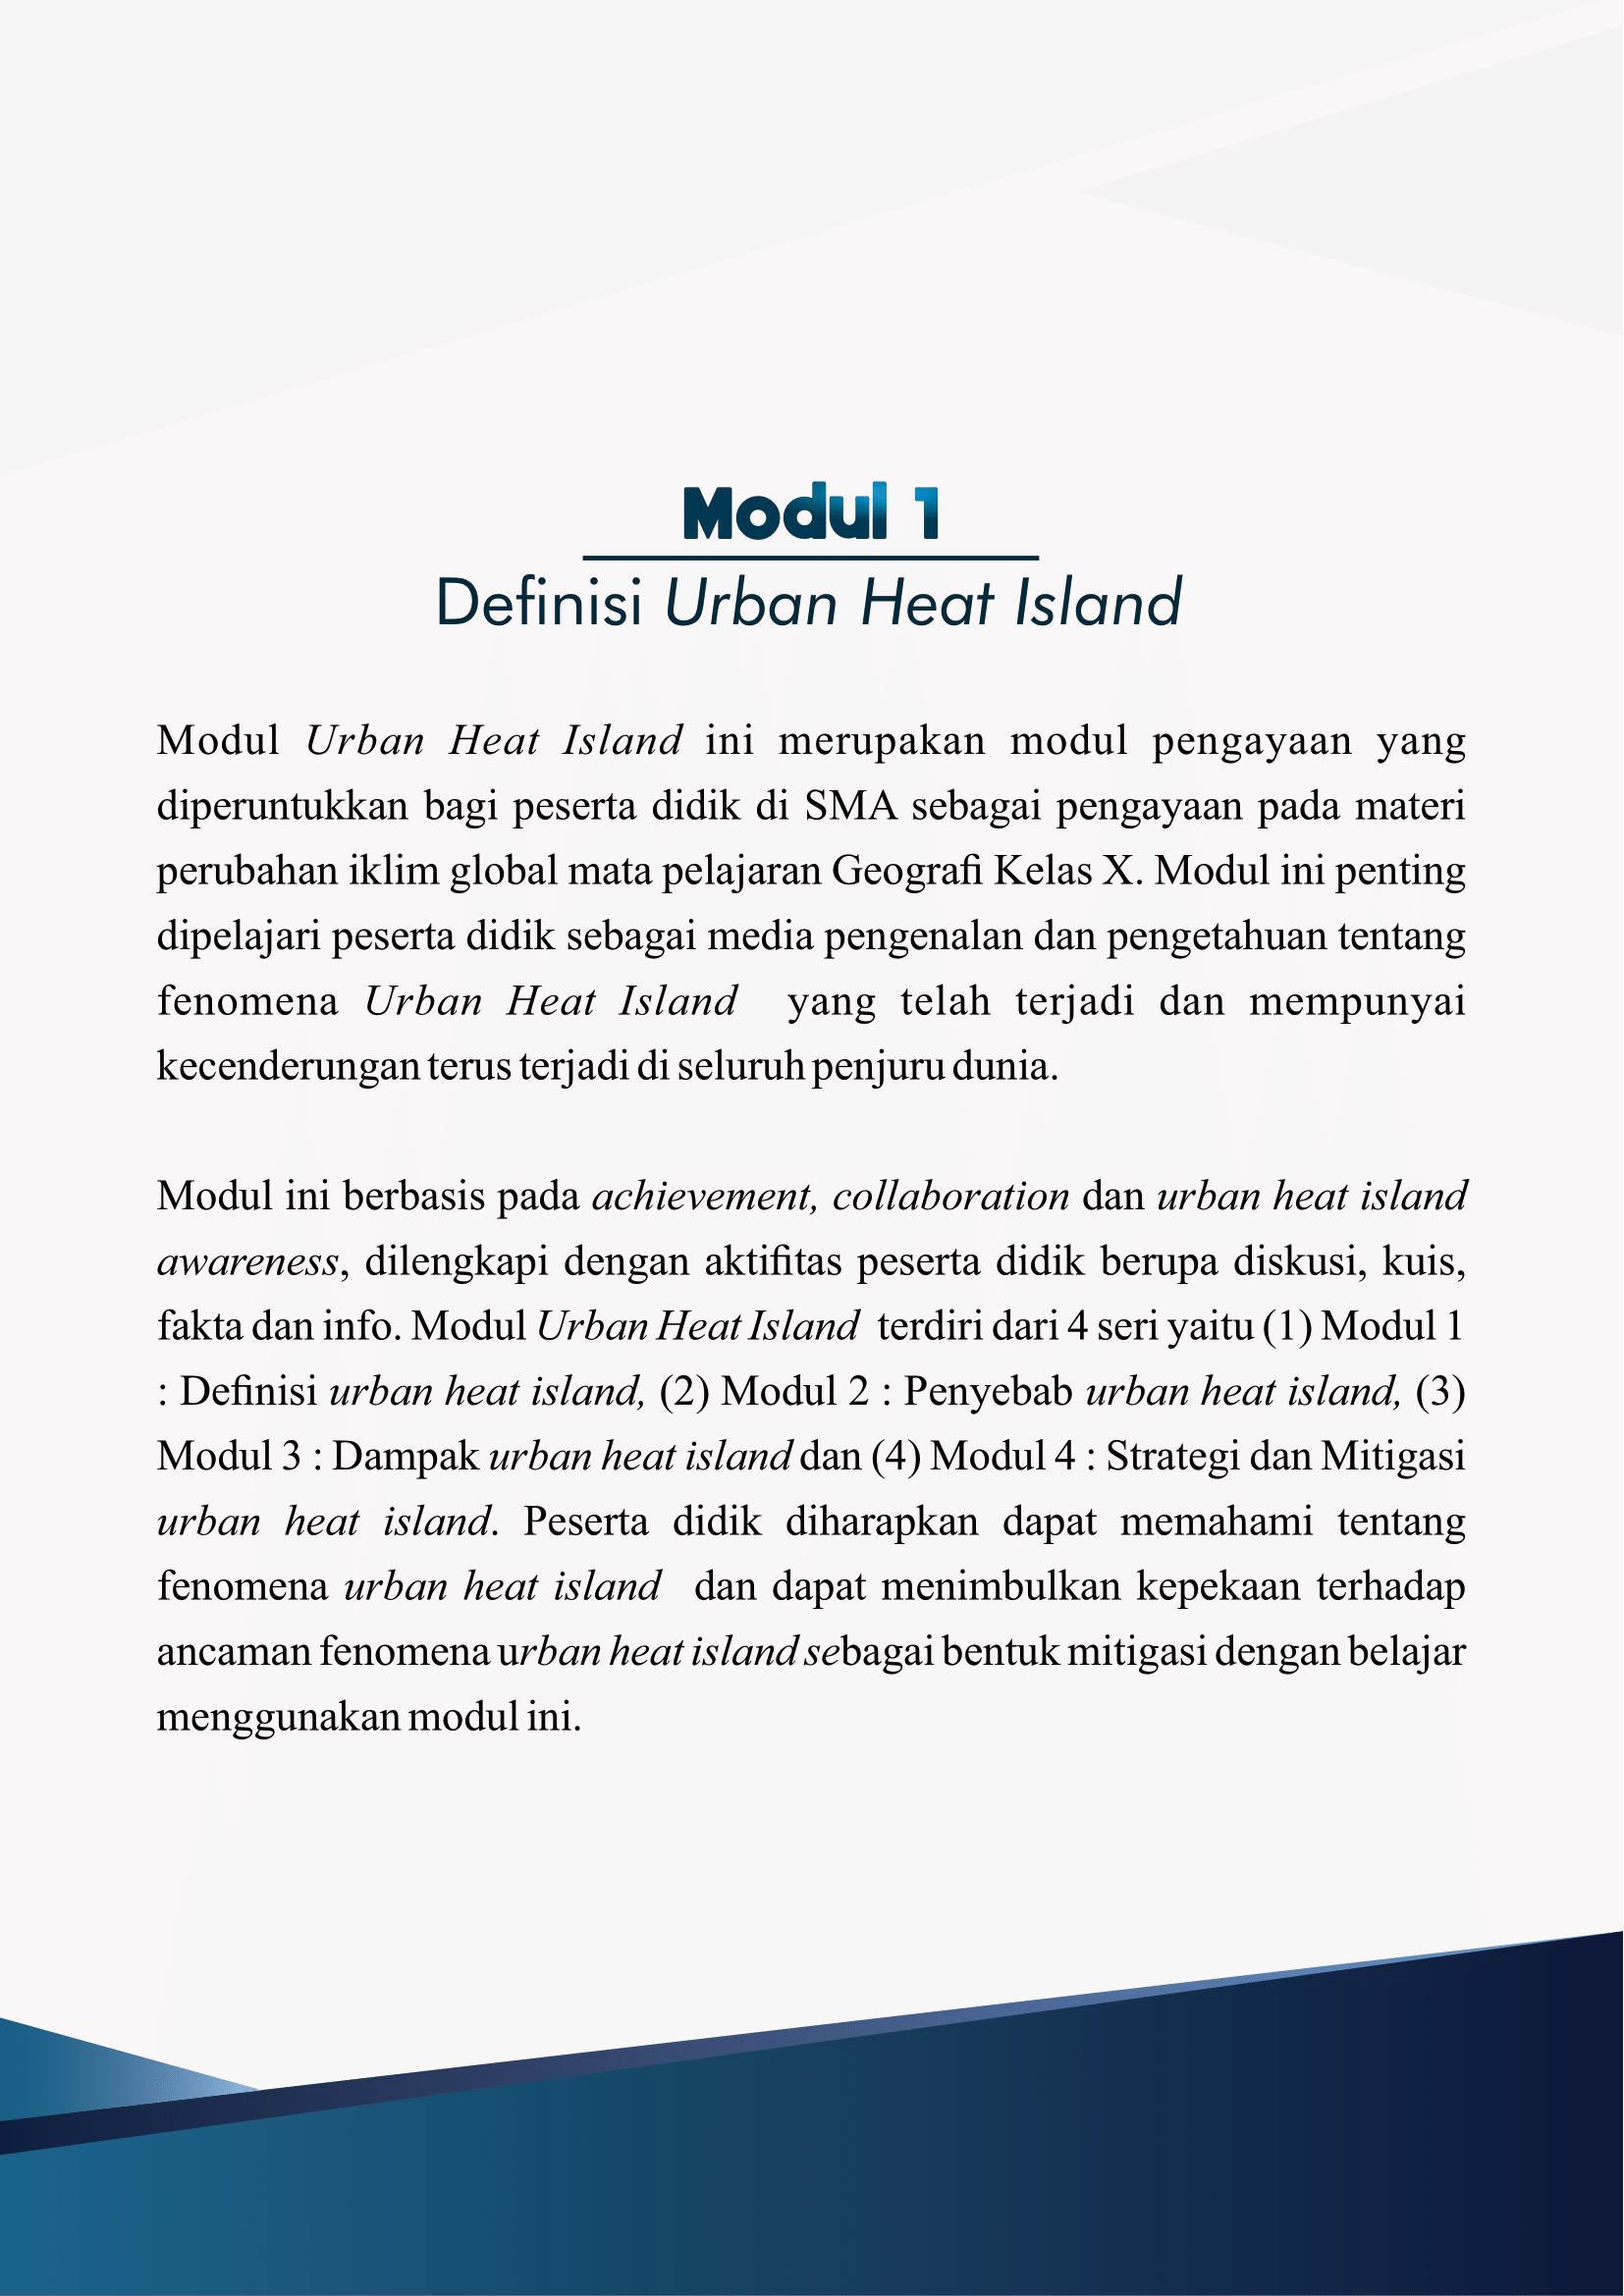 Modul 1
Definisi Urban Heat Island
Modul Urban Heat Island ini merupakan modul pengayaan yang
diperuntukkan bagi peserta didik di SMA sebagai pengayaan pada materi
perubahan iklim global mata pelajaran Geografi Kelas X. Modul ini penting
dipelajari peserta didik sebagai media pengenalan dan pengetahuan tentang
fenomena Urban Heat Island yang telah terjadi dan mempunyai
kecenderungan terus terjadi di seluruh penjuru dunia.
Modul ini berbasis pada achievement, collaboration dan urban heat island
awareness, dilengkapi dengan aktifitas peserta didik berupa diskusi, kuis,
fakta dan info. Modul Urban Heat Island terdiri dari 4 seri yaitu (1) Modul 1
: Definisi urban heat island, (2) Modul 2 : Penyebab urban heat island, (3)
Modul 3 : Dampak urban heat island dan (4) Modul 4 : Strategi dan Mitigasi
urban heat island. Peserta didik diharapkan dapat memahami tentang
fenomena urban heat island dan dapat menimbulkan kepekaan terhadap
ancaman fenomena urban heat island sebagai bentuk mitigasi dengan belajar
menggunakan modul ini.